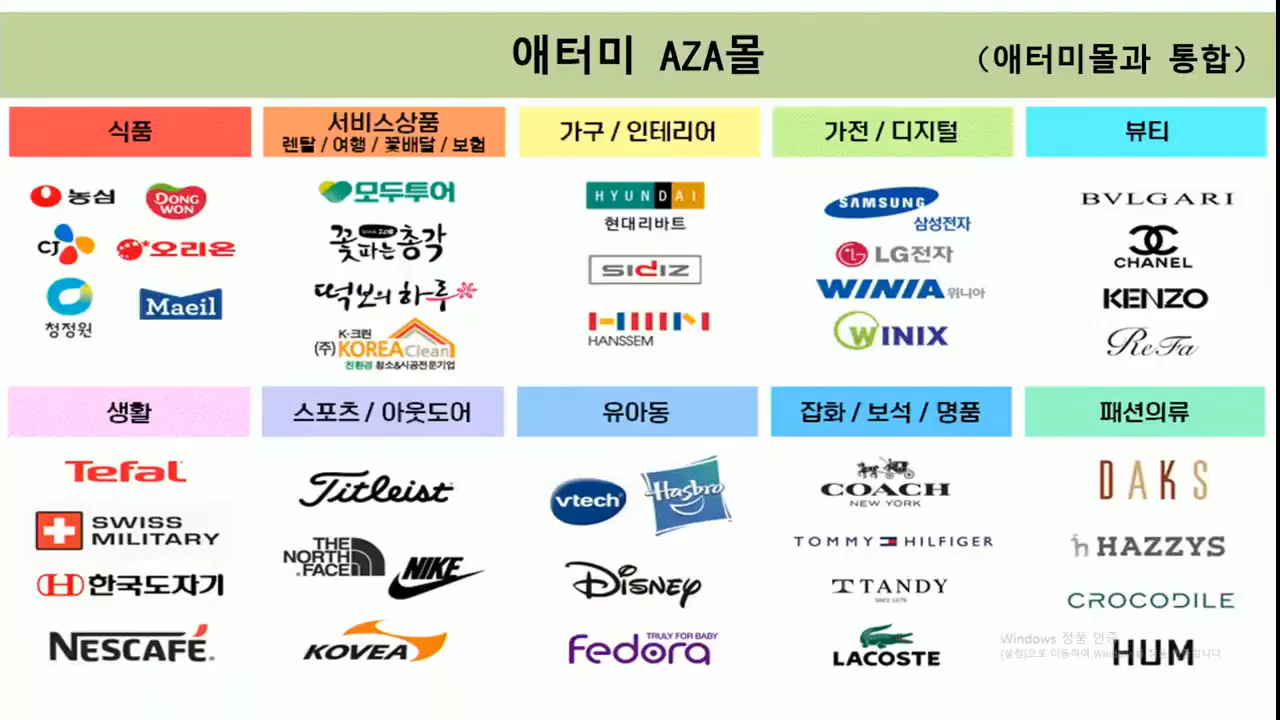 애터미 AZA몰 (애터미몰과 통합)
식품
농심
DONG WON
CJ
오리온
청정원
Maeil
서비스상품
렌탈 / 여행 / 꽃배달 / 보험
모두투어
꽃파는총각
떡보의하루
K-크린
(주)KOREA Clean
친환경 청소&시공전문기업
가구 / 인테리어
HYUNDAI
현대리바트
SIDIZ
HANSSEM
가전 / 디지털
SAMSUNG
삼성전자
LG전자
WINIA 위니아
WINIX
뷰티
BVLGARI
CHANEL
KENZO
ReFa
생활
Tefal
SWISS
MILITARY
한국도자기
NESCAFÉ
스포츠 / 아웃도어
Titleist
THE
NORTH
FACE
NIKE
KOVEA
유아동
vtech
Hasbro
Disney
TRULY FOR BABY
Fedora
잡화 / 보석 / 명품
COACH
NEW YORK
TOMMY HILFIGER
TANDY
SINCE 1979
LACOSTE
패션의류
DAKS
HAZZYS
CROCODILE
HUM
Windows 정품 인증
[설정]으로 이동하여